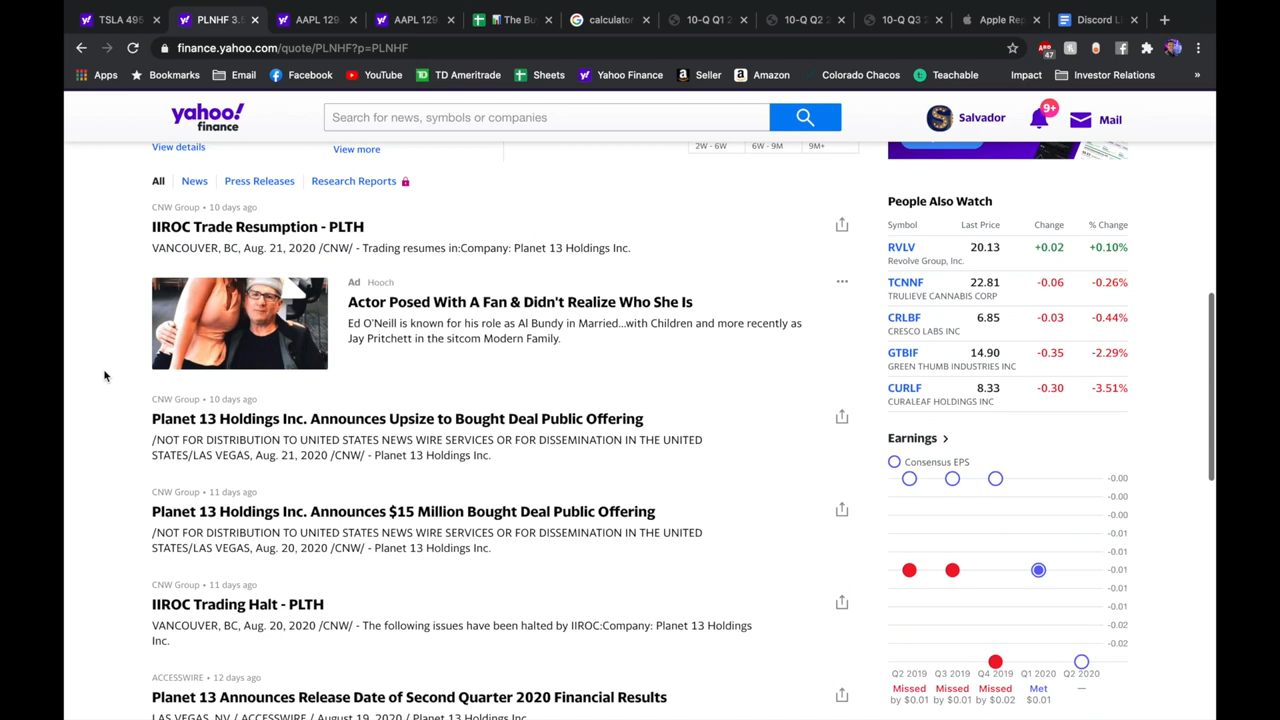 TSLA 495
PLNHF 3.
AAPL 129.
AAPL 129
The Bu
calculator
10-Q Q1 2
10-Q Q2
10-Q Q3
Apple Rep
Discord L
finance.yahoo.com/quote/PLNHF?p=PLNHF
47
Apps
Bookmarks
Email
Facebook
YouTube
TD Ameritrade
Sheets
Yahoo Finance
Seller
Amazon
Colorado Chacos
Teachable
Impact
Investor Relations
»
yahoo!
finance
Search for news, symbols or companies
Salvador
9+
Mail
View details
View more
2W - 6W 6W - 9M 9M+
All News Press Releases Research Reports
CNW Group • 10 days ago
IIROC Trade Resumption - PLTH
VANCOUVER, BC, Aug. 21, 2020 /CNW/ - Trading resumes in:Company: Planet 13 Holdings Inc.
Ad Hooch
Actor Posed With A Fan & Didn't Realize Who She Is
Ed O'Neill is known for his role as Al Bundy in Married...with Children and more recently as
Jay Pritchett in the sitcom Modern Family.
CNW Group • 10 days ago
Planet 13 Holdings Inc. Announces Upsize to Bought Deal Public Offering
/NOT FOR DISTRIBUTION TO UNITED STATES NEWS WIRE SERVICES OR FOR DISSEMINATION IN THE UNITED
STATES/LAS VEGAS, Aug. 21, 2020 /CNW/ - Planet 13 Holdings Inc.
CNW Group • 11 days ago
Planet 13 Holdings Inc. Announces $15 Million Bought Deal Public Offering
/NOT FOR DISTRIBUTION TO UNITED STATES NEWS WIRE SERVICES OR FOR DISSEMINATION IN THE UNITED
STATES/LAS VEGAS, Aug. 20, 2020 /CNW/ - Planet 13 Holdings Inc.
CNW Group • 11 days ago
IIROC Trading Halt - PLTH
VANCOUVER, BC, Aug. 20, 2020 /CNW/ - The following issues have been halted by IIROC:Company: Planet 13 Holdings
Inc.
ACCESSWIRE • 12 days ago
Planet 13 Announces Release Date of Second Quarter 2020 Financial Results
LAS VEGAS, NV / ACCESSWIRE / August 19, 2020 / Planet 13 Holdings Inc.
People Also Watch
Symbol Last Price Change % Change
RVLV 20.13 +0.02 +0.10%
Revolve Group, Inc.
TCNNF 22.81 -0.06 -0.26%
TRULIEVE CANNABIS CORP
CRLBF 6.85 -0.03 -0.44%
CRESCO LABS INC
GTBIF 14.90 -0.35 -2.29%
GREEN THUMB INDUSTRIES INC
CURLF 8.33 -0.30 -3.51%
CURALEAF HOLDINGS INC
Earnings >
Consensus EPS
-0.00
-0.00
-0.00
-0.01
-0.01
-0.01
-0.01
-0.01
-0.02
-0.02
Q2 2019 Q3 2019 Q4 2019 Q1 2020 Q2 2020
Missed Missed Missed Met —
by $0.01 by $0.01 by $0.02 $0.01